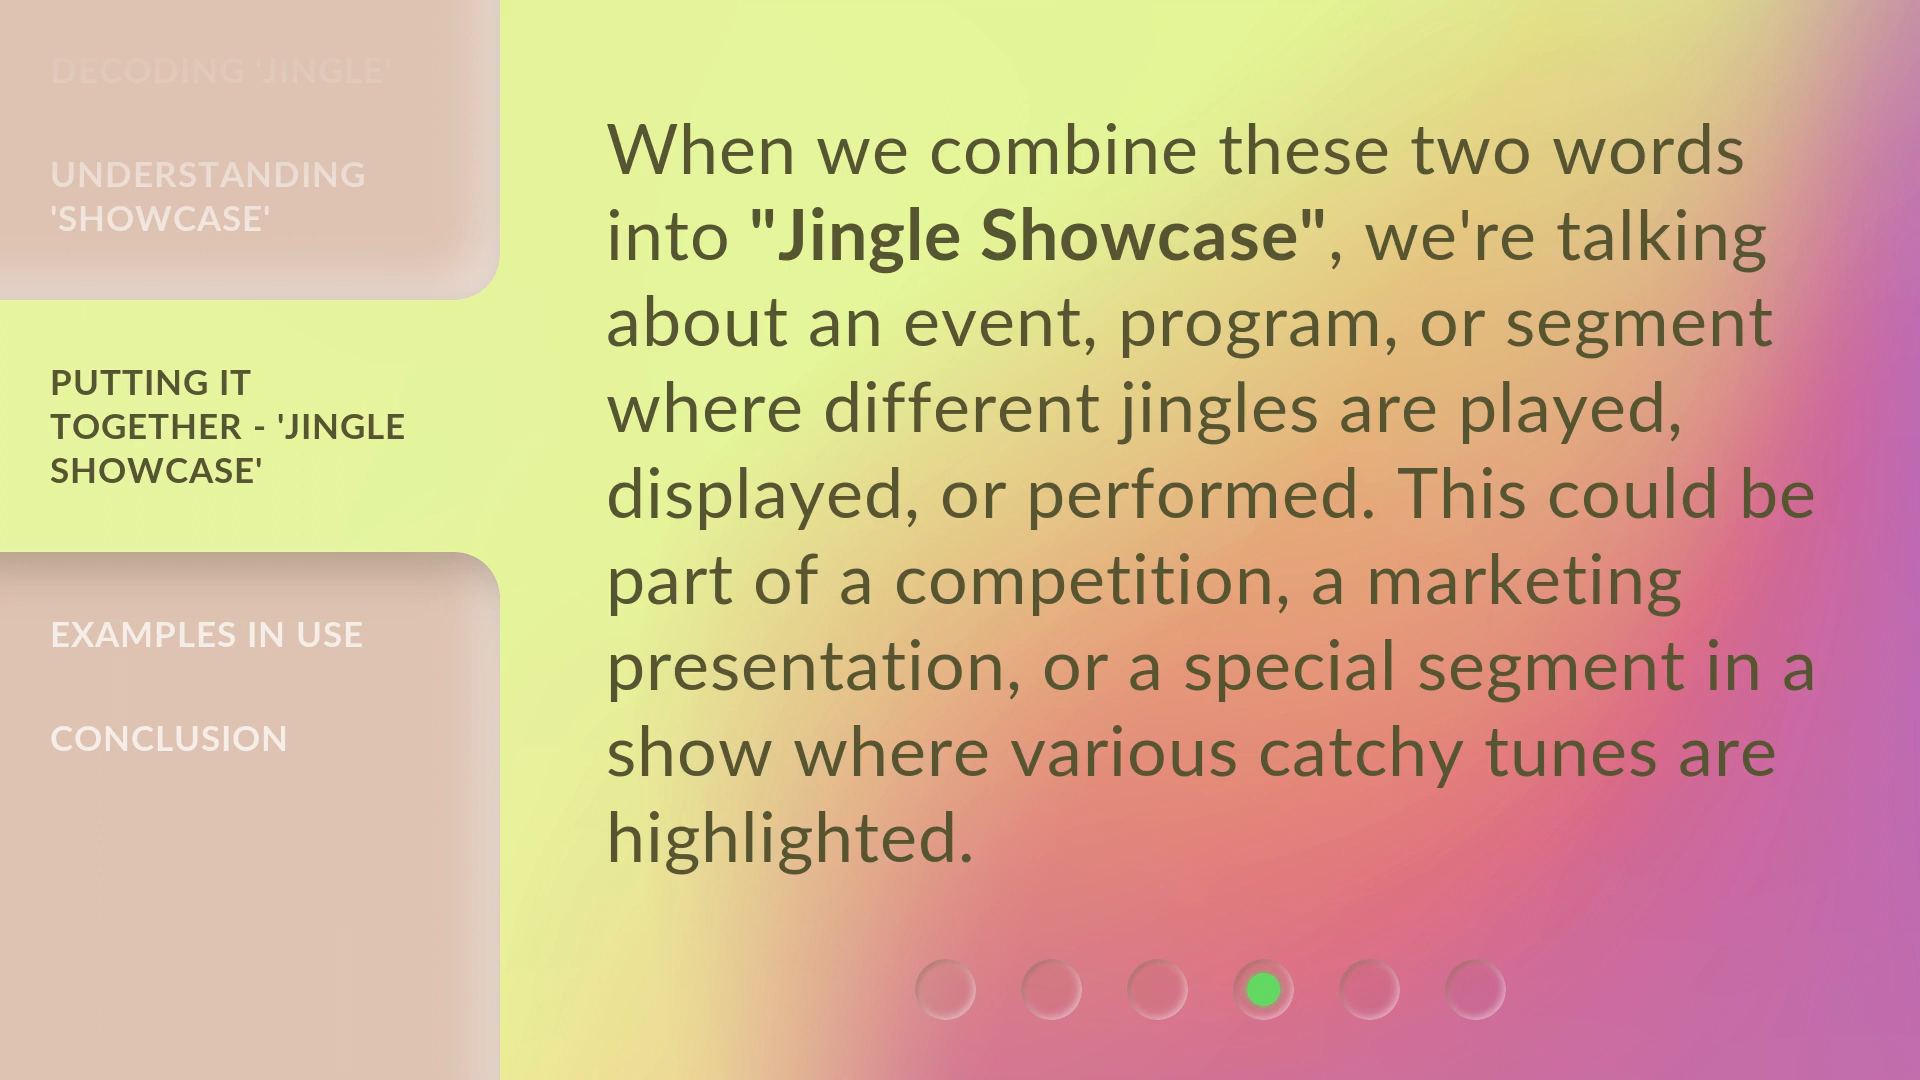 DECODING 'JINGLE'
UNDERSTANDING
'SHOWCASE'
PUTTING IT
TOGETHER - 'JINGLE
SHOWCASE'
EXAMPLES IN USE
CONCLUSION
When we combine these two words
into "Jingle Showcase", we're talking
about an event, program, or segment
where different jingles are played,
displayed, or performed. This could be
part of a competition, a marketing
presentation, or a special segment in a
show where various catchy tunes are
highlighted.